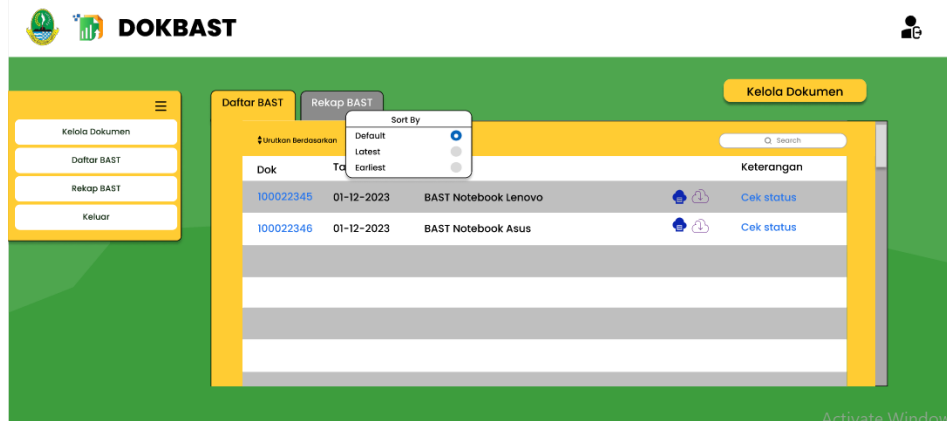 DOKBAST
Kelola Dokumen
Daftar BAST
Rekap BAST
Keluar
Daftar BAST
Rekap BAST
Kelola Dokumen
Urutkan Berdasarkan
Search
Sort By
Default
Latest
Earliest
Dok Ta Keterangan
100022345 01-12-2023 BAST Notebook Lenovo Cek status
100022346 01-12-2023 BAST Notebook Asus Cek status
Activate Window